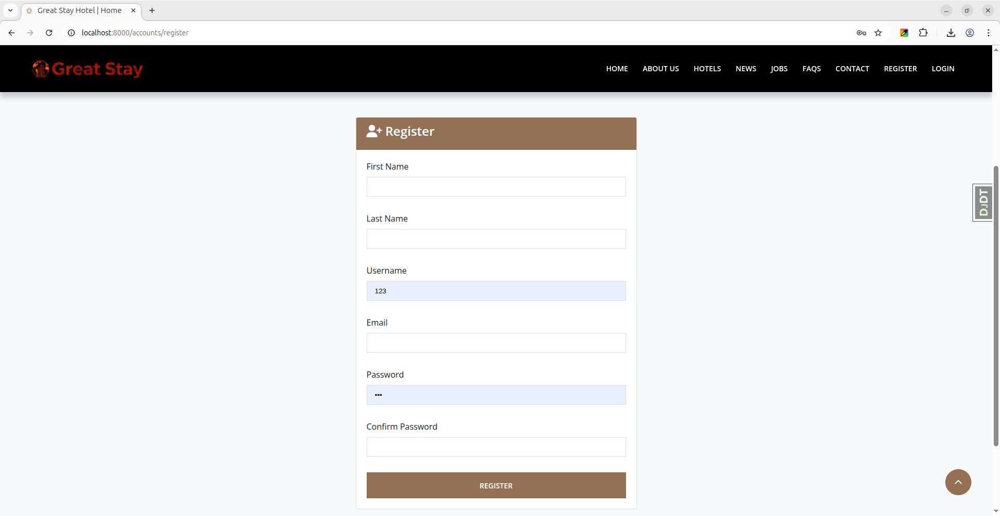 Great Stay Hotel | Home
localhost:8000/accounts/register
Great Stay
HOME ABOUT US HOTELS NEWS JOBS FAQS CONTACT REGISTER LOGIN
Register
First Name
Last Name
Username
123
Email
Password
•••
Confirm Password
REGISTER
DJDT